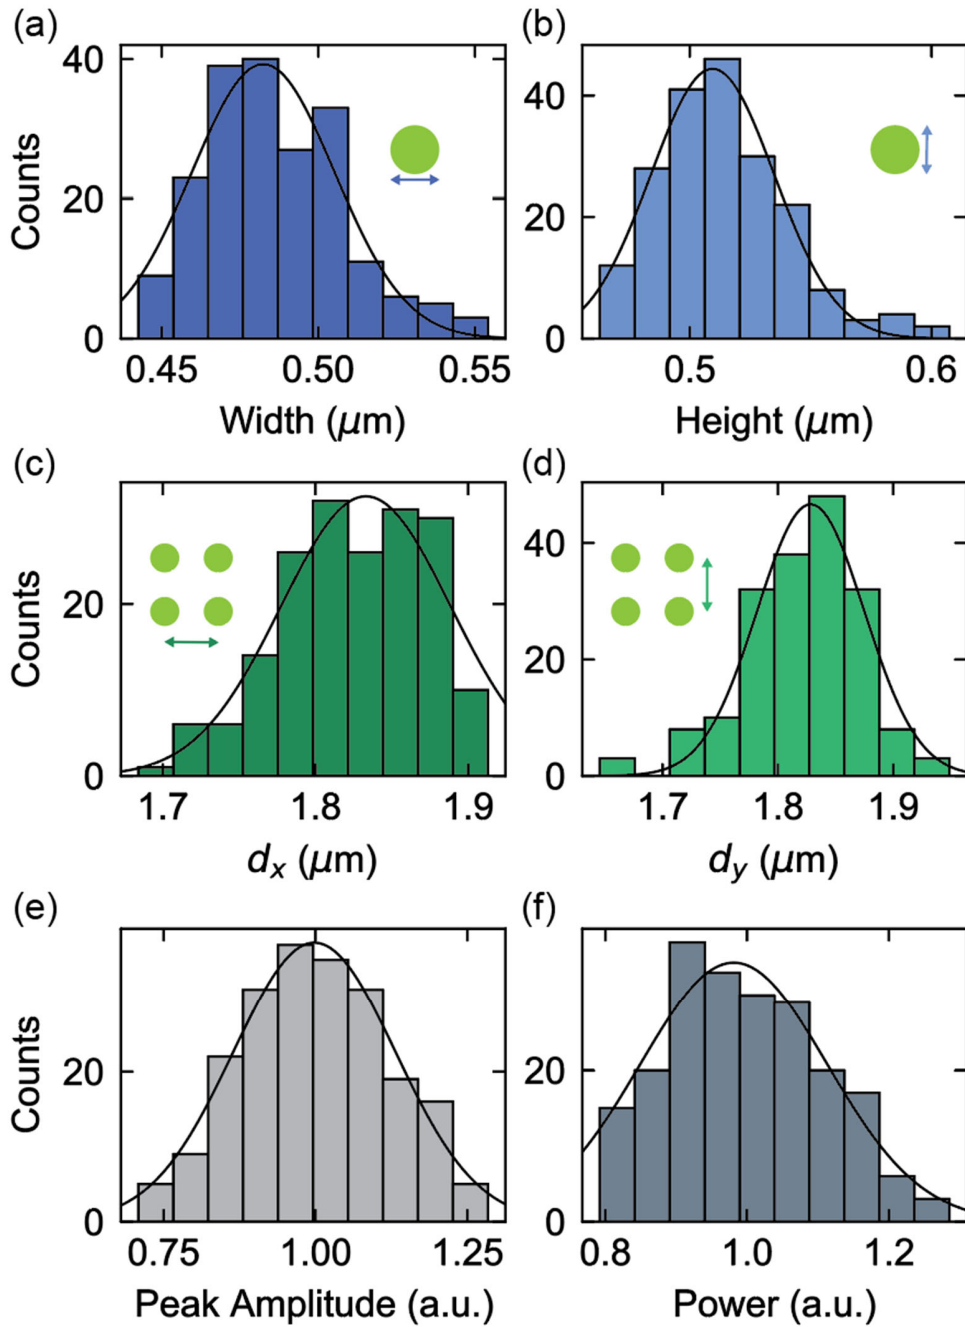 (a)
(b)
40
20
0
40
20
0
Counts
0.45 0.50 0.55
0.5 0.6
Width (μm)
Height (μm)
(c)
(d)
20
0
40
20
0
Counts
1.7 1.8 1.9
1.7 1.8 1.9
dₓ (μm)
d_y (μm)
(e)
(f)
20
0
20
0
Counts
0.75 1.00 1.25
0.8 1.0 1.2
Peak Amplitude (a.u.)
Power (a.u.)